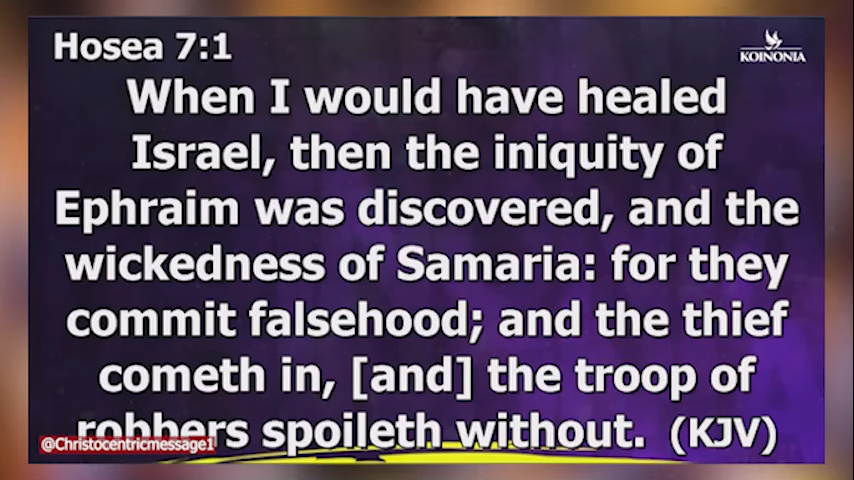 Hosea 7:1
KOINONIA
When I would have healed
Israel, then the iniquity of
Ephraim was discovered, and the
wickedness of Samaria: for they
commit falsehood; and the thief
cometh in, [and] the troop of
robbers spoileth without. (KJV)
@Christocentricmessage1